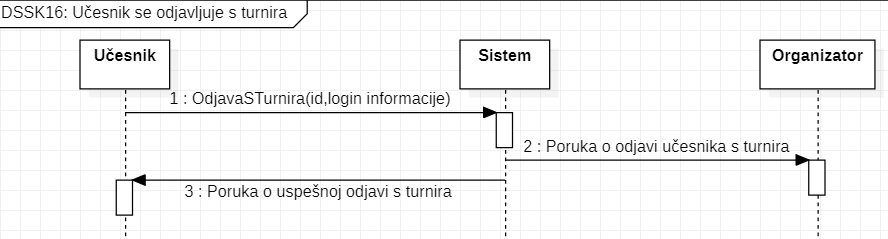 DSSK16: Učesnik se odjavljuje s turnira
Učesnik
Sistem
Organizator
1 : OdjavaSTurnira(id,login informacije)
2 : Poruka o odjavi učesnika s turnira
3 : Poruka o uspešnoj odjavi s turnira